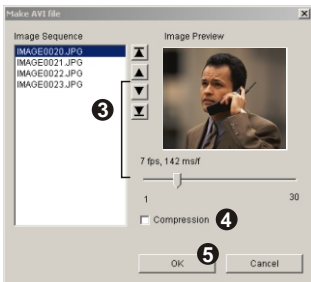 Make AVI file
Image Sequence
Image Preview
IMAGE0020.JPG
IMAGE0021.JPG
IMAGE0022.JPG
IMAGE0023.JPG
3
7 fps, 142 ms/f
1
30
Compression
4
5
OK
Cancel